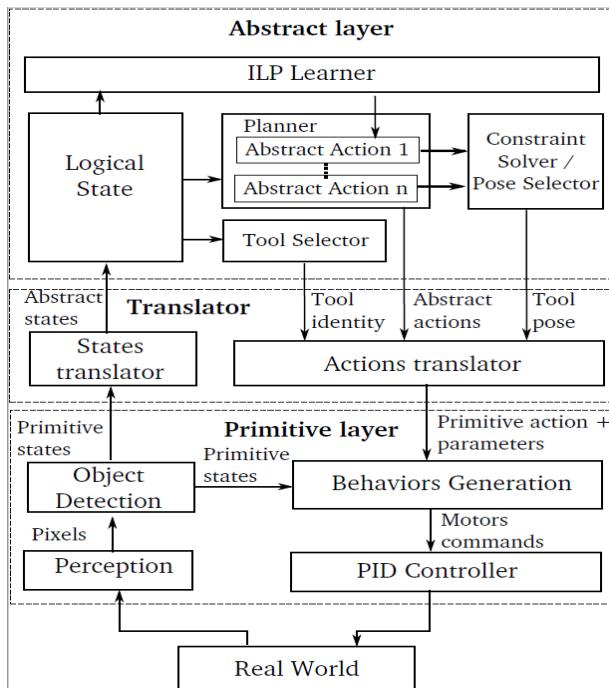 Abstract layer
ILP Learner
Logical
State
Planner
Abstract Action 1
Abstract Action n
Constraint
Solver /
Pose Selector
Tool Selector
Abstract
states
Translator
Tool
identity
Abstract
actions
Tool
pose
States
translator
Actions translator
Primitive
states
Primitive layer
Primitive action +
parameters
Object
Detection
Primitive
states
Behaviors Generation
Pixels
Motors
commands
Perception
PID Controller
Real World